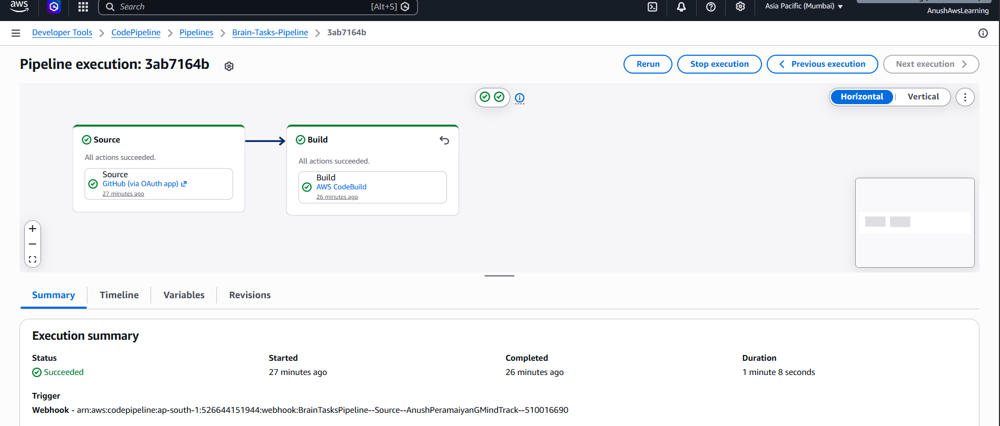 aws
Search
[Alt+S]
Asia Pacific (Mumbai)
AnushAwsLearning
Developer Tools
CodePipeline
Pipelines
Brain-Tasks-Pipeline
3ab7164b
Pipeline execution: 3ab7164b
Rerun
Stop execution
Previous execution
Next execution
Horizontal
Vertical
Source
All actions succeeded.
Source
GitHub (via OAuth app)
27 minutes ago
Build
All actions succeeded.
Build
AWS CodeBuild
26 minutes ago
Summary
Timeline
Variables
Revisions
Execution summary
Status
Succeeded
Started
27 minutes ago
Completed
26 minutes ago
Duration
1 minute 8 seconds
Trigger
Webhook - arn:aws:codepipeline:ap-south-1:526644151944:webhook:BrainTasksPipeline--Source--AnushPeramaiyanGMindTrack--510016690